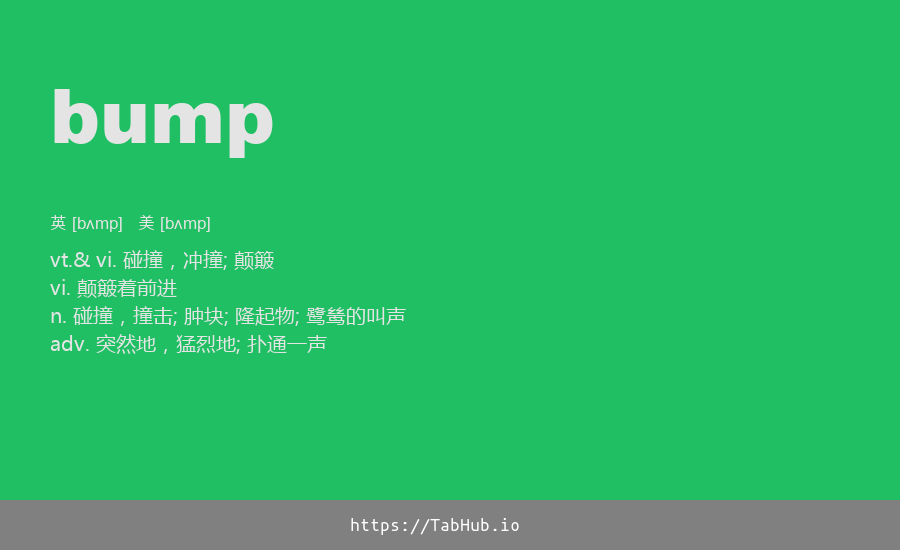 bump
英 [bʌmp] 美 [bʌmp]
vt.& vi. 碰撞，冲撞; 颠簸
vi. 颠簸着前进
n. 碰撞，撞击; 肿块; 隆起物; 鹭鸶的叫声
adv. 突然地，猛烈地; 扑通一声
https://TabHub.io